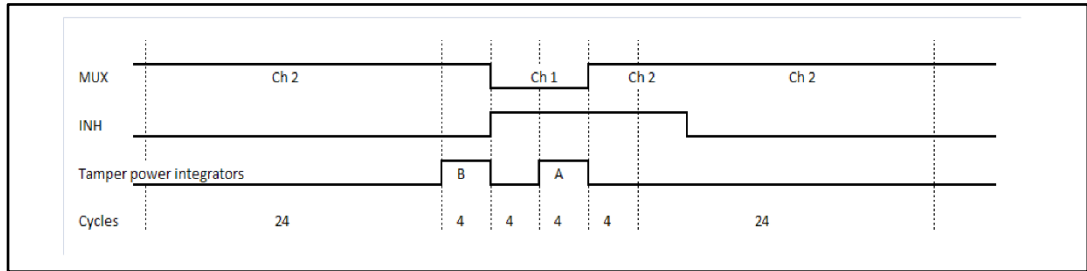 MUX Ch 2 Ch 1 Ch 2 Ch 2
INH
Tamper power integrators B A
Cycles 24 4 4 4 4 24